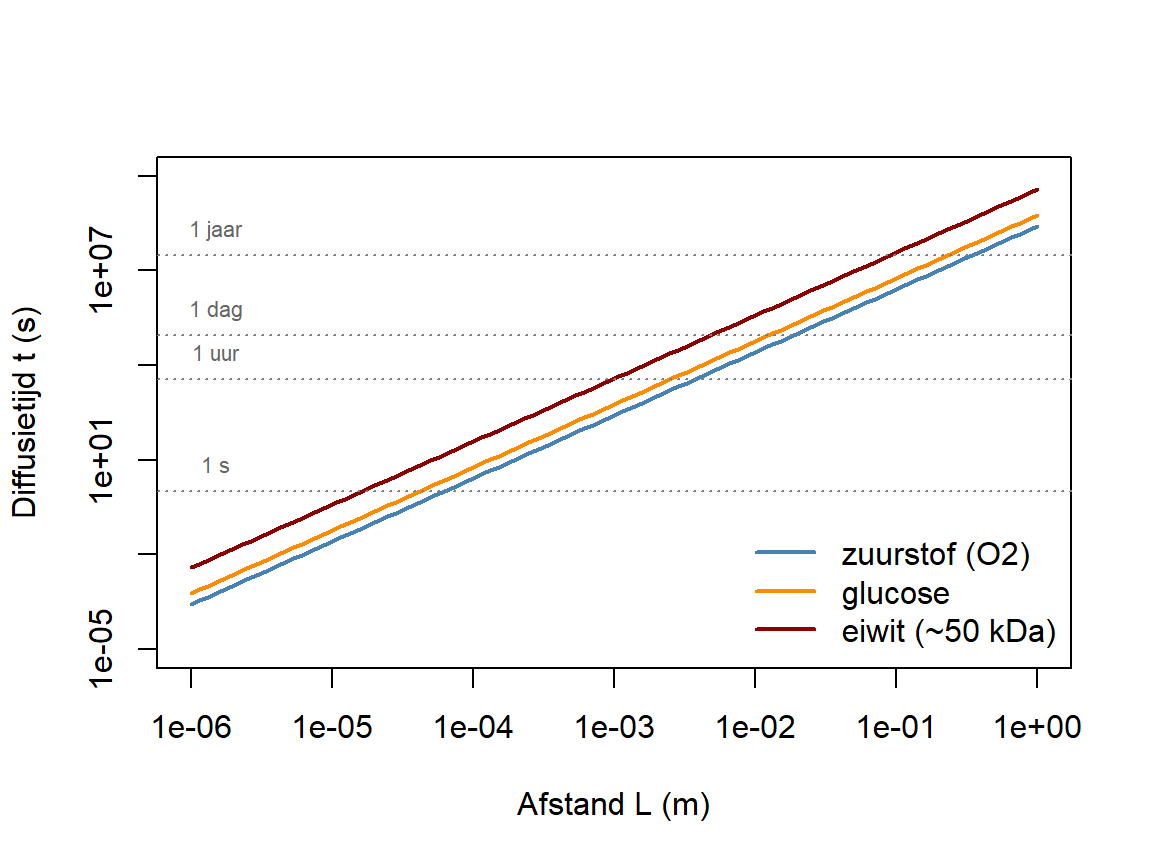 Diffusietijd t (s)
1e+07
1e+01
1e-05
1 jaar
1 dag
1 uur
1 s
zuurstof (O2)
glucose
eiwit (~50 kDa)
1e-06 1e-05 1e-04 1e-03 1e-02 1e-01 1e+00
Afstand L (m)